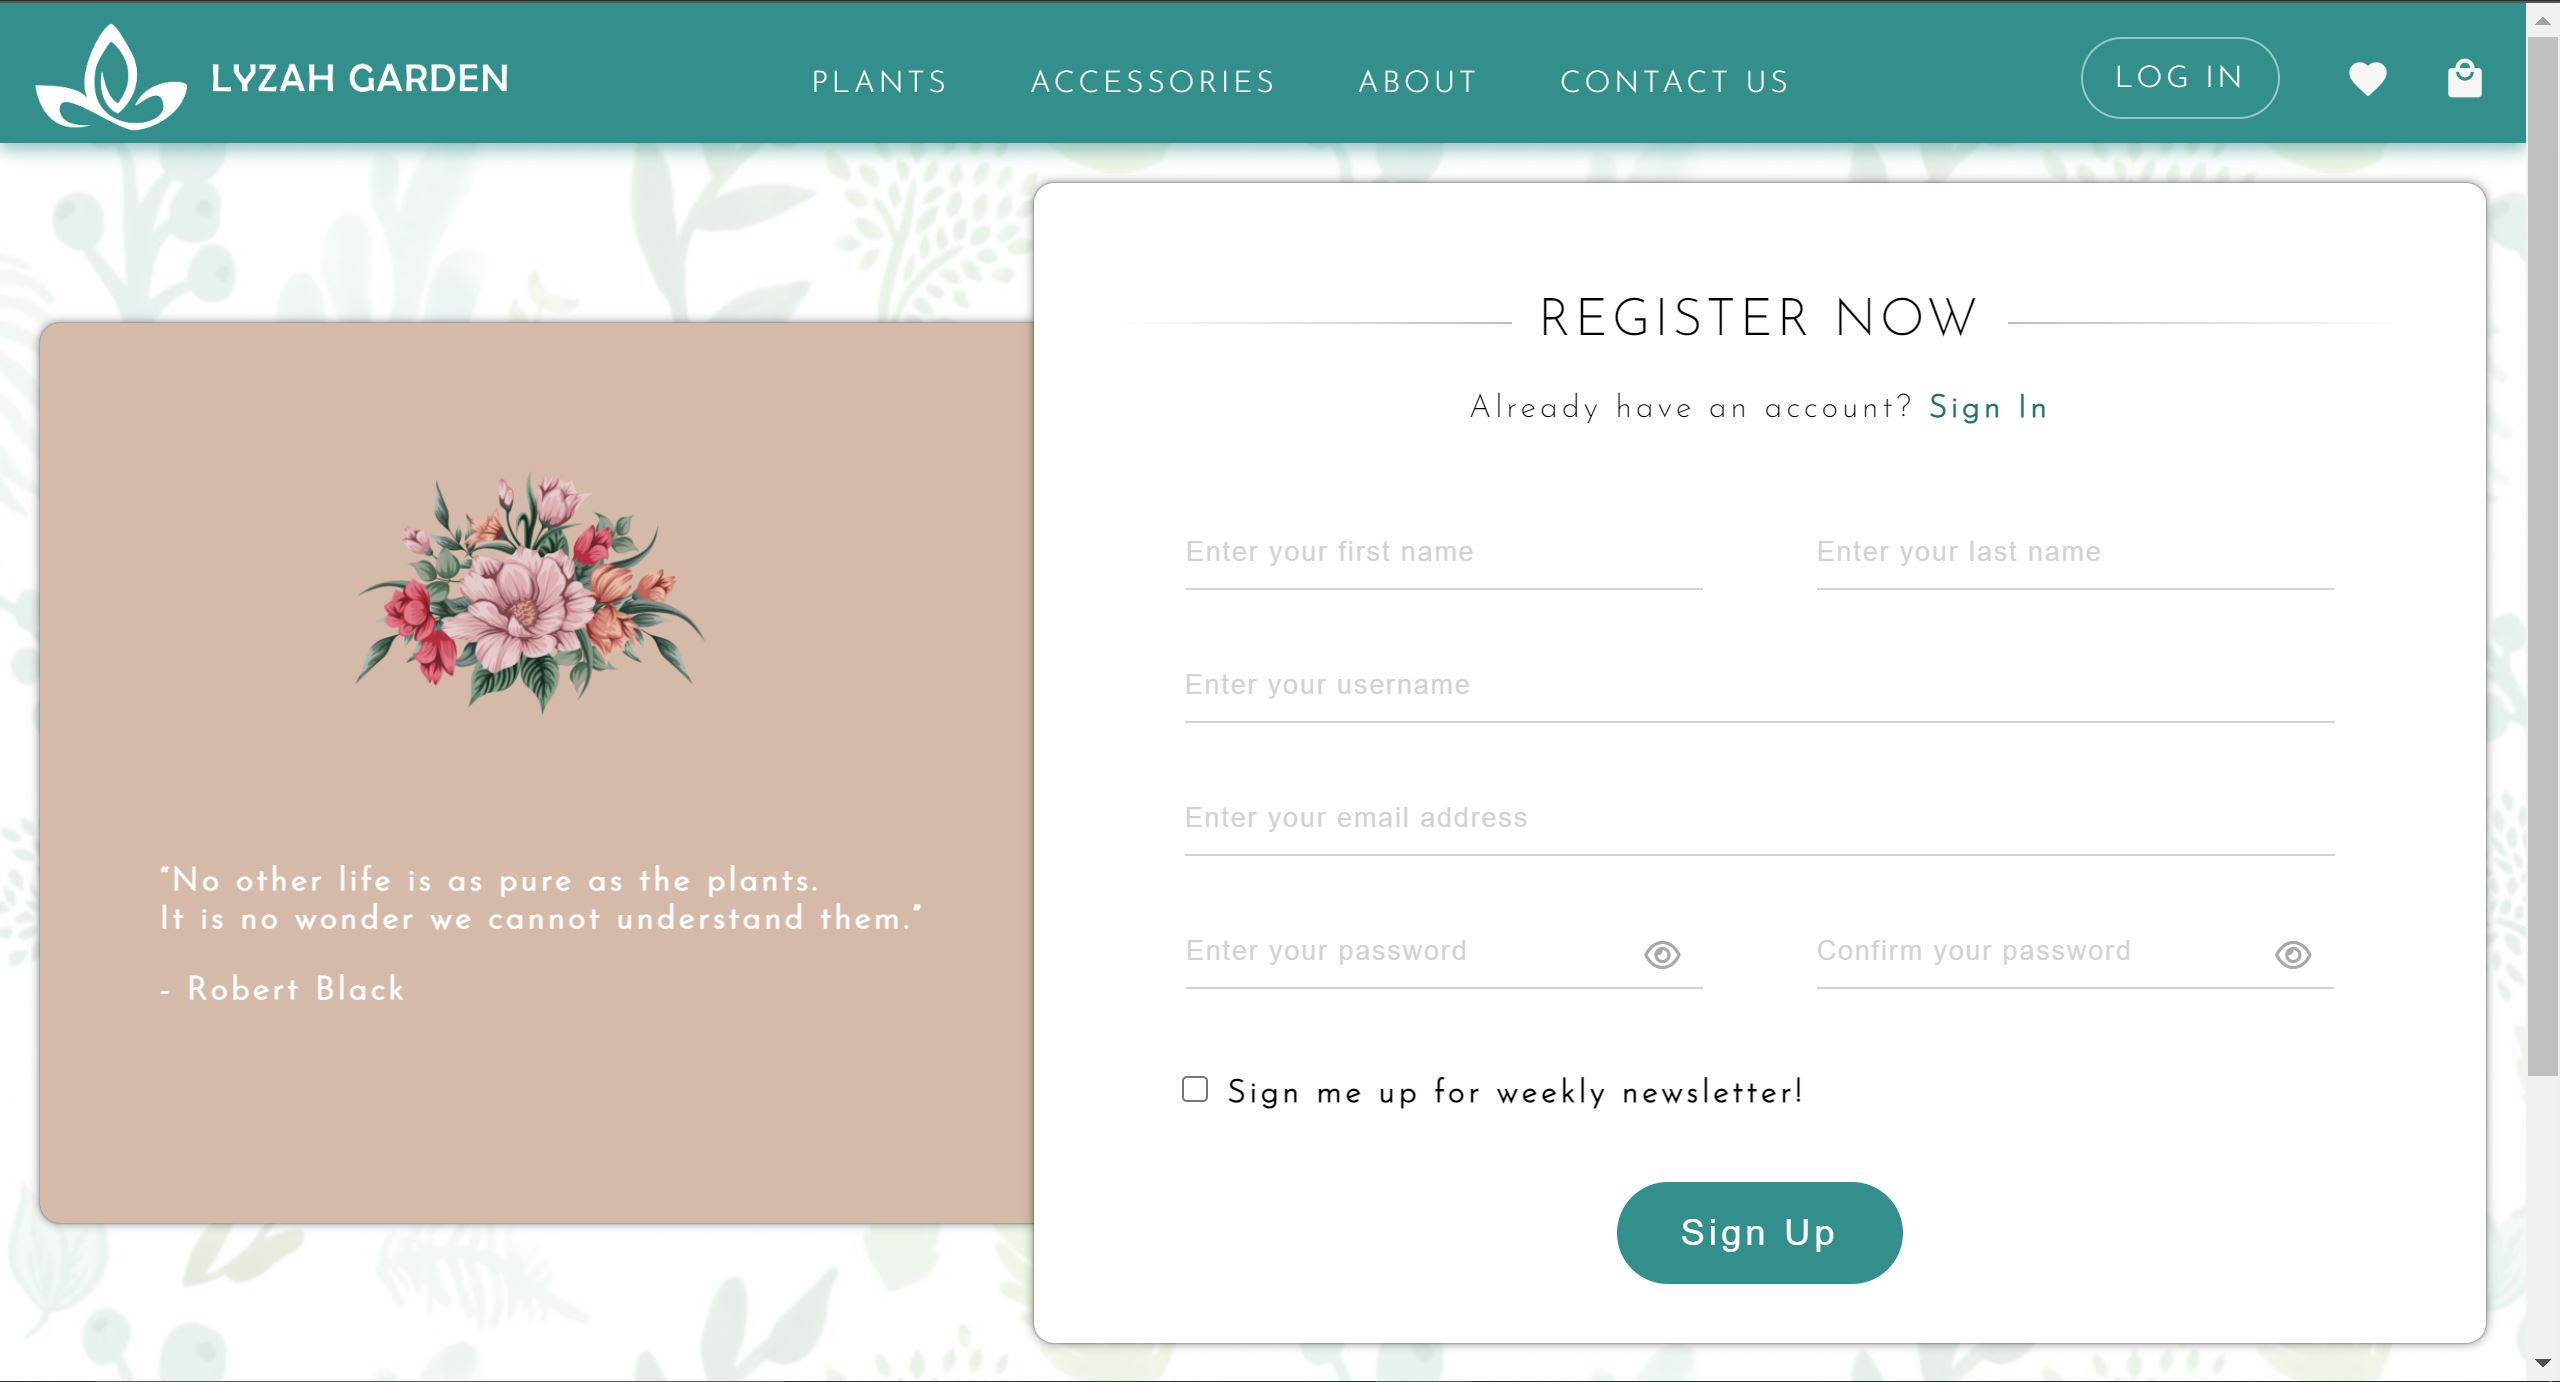 LYZAH GARDEN
PLANTS
ACCESSORIES
ABOUT
CONTACT US
LOG IN
“No other life is as pure as the plants.
It is no wonder we cannot understand them.”
- Robert Black
REGISTER NOW
Already have an account? Sign In
Enter your first name
Enter your last name
Enter your username
Enter your email address
Enter your password
Confirm your password
Sign me up for weekly newsletter!
Sign Up